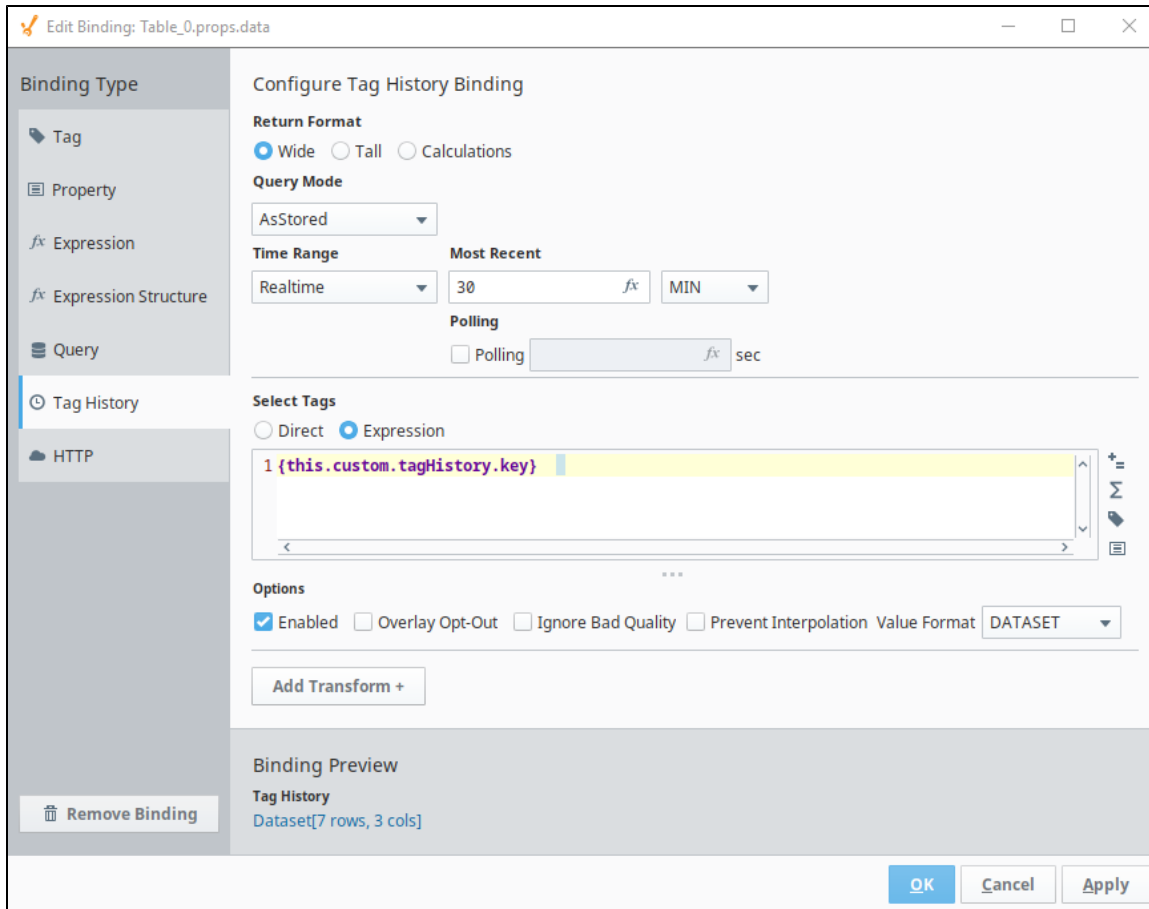 Edit Binding: Table_0.props.data
Binding Type
Tag
Property
fx Expression
fx Expression Structure
Query
Tag History
HTTP
Remove Binding
Configure Tag History Binding
Return Format
Wide Tall Calculations
Query Mode
AsStored
Time Range Most Recent
Realtime 30 fx MIN
Polling
Polling fx sec
Select Tags
Direct Expression
1 {this.custom.tagHistory.key}
Options
Enabled Overlay Opt-Out Ignore Bad Quality Prevent Interpolation Value Format DATASET
Add Transform +
Binding Preview
Tag History
Dataset[7 rows, 3 cols]
OK Cancel Apply